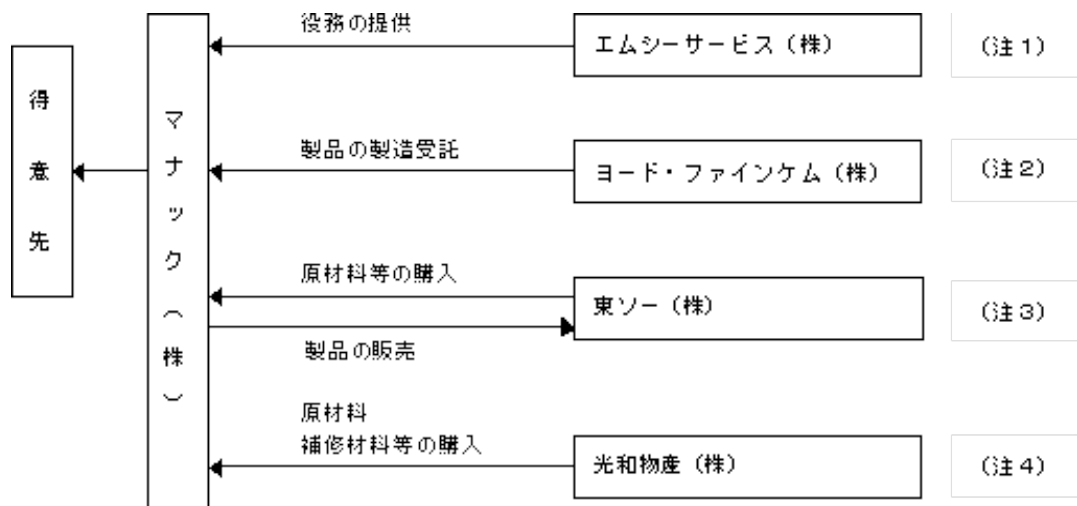 得意先
マナック(株)
役務の提供
エムシーサービス(株)
(注1)
製品の製造受託
ヨード・ファインケム(株)
(注2)
原材料等の購入
東ソー(株)
(注3)
製品の販売
原材料
補修材料等の購入
光和物産(株)
(注4)